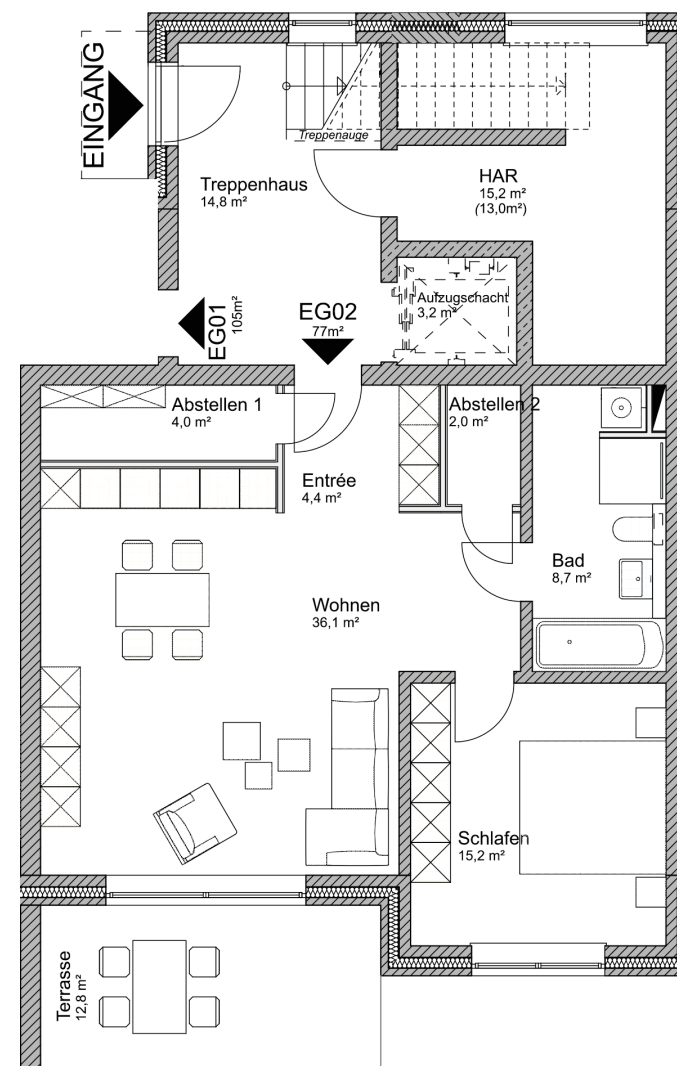 EINGANG
Treppenauge
Treppenhaus
14,8 m²
HAR
15,2 m²
(13,0m²)
EG01
105m²
EG02
77m²
Aufzugschacht
3,2 m²
Abstellen 1
4,0 m²
Abstellen 2
2,0 m²
Entrée
4,4 m²
Bad
8,7 m²
Wohnen
36,1 m²
Schlafen
15,2 m²
Terrasse
12,8 m²